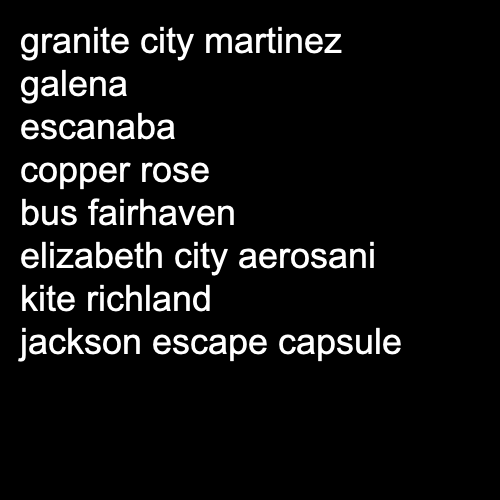 granite city martinez
galena
escanaba
copper rose
bus fairhaven
elizabeth city aerosani
kite richland
jackson escape capsule